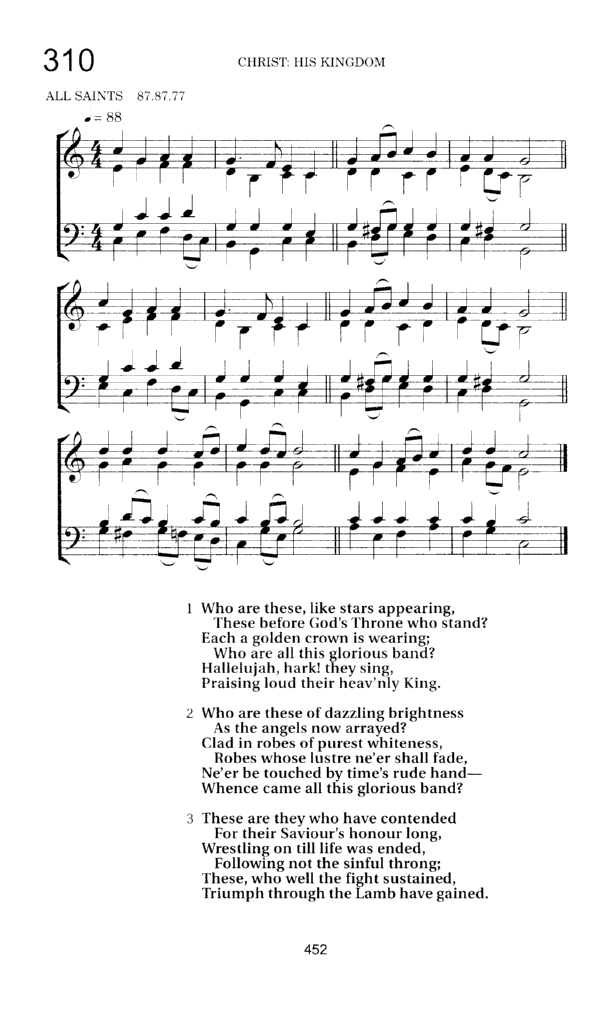 310
CHRIST: HIS KINGDOM
ALL SAINTS 87.87.77
♩ = 88
1 Who are these, like stars appearing,
These before God's Throne who stand?
Each a golden crown is wearing;
Who are all this glorious band?
Hallelujah, hark! they sing,
Praising loud their heav'nly King.
2 Who are these of dazzling brightness
As the angels now arrayed?
Clad in robes of purest whiteness,
Robes whose lustre ne'er shall fade,
Ne'er be touched by time's rude hand—
Whence came all this glorious band?
3 These are they who have contended
For their Saviour's honour long,
Wrestling on till life was ended,
Following not the sinful throng;
These, who well the fight sustained,
Triumph through the Lamb have gained.
452